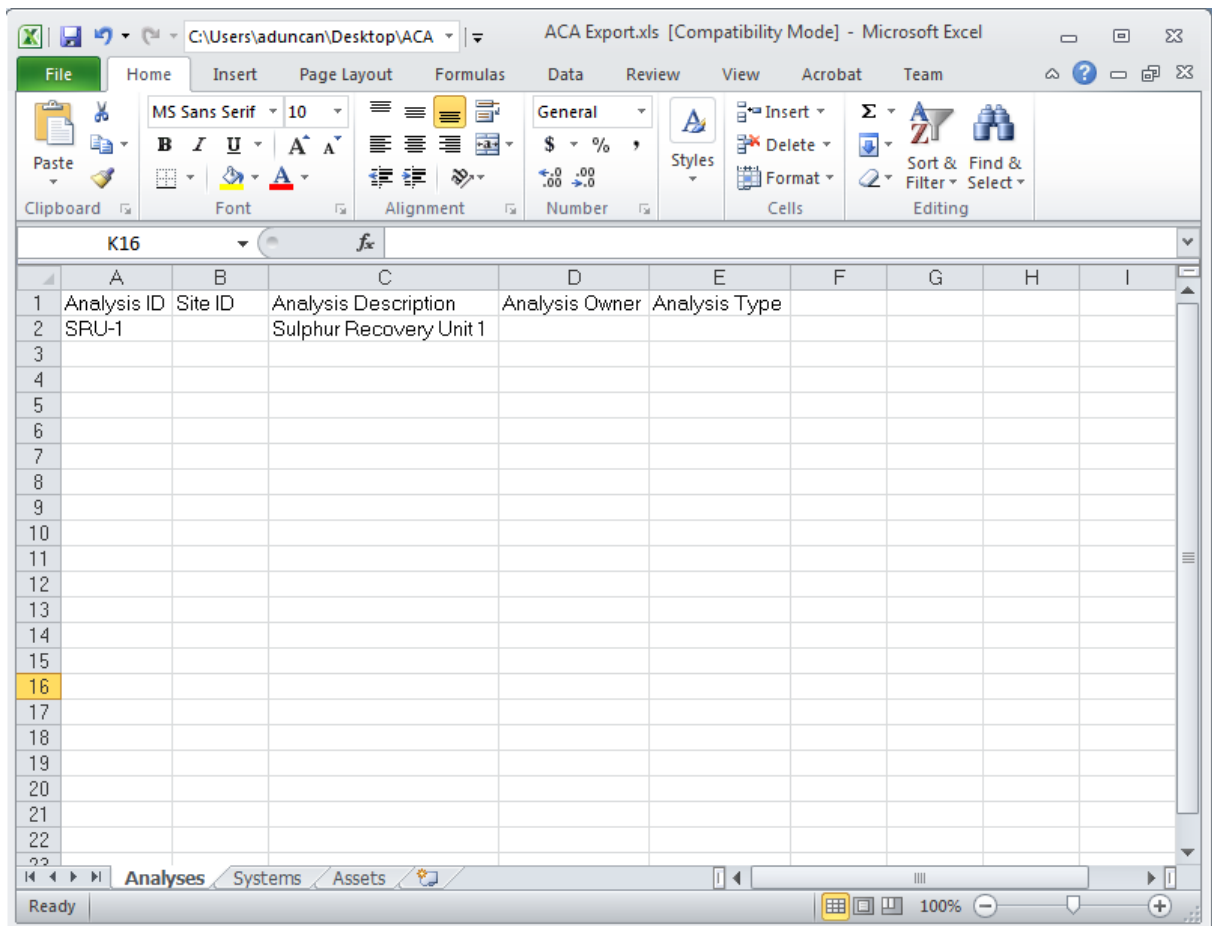 C:\Users\aduncan\Desktop\ACA ACA Export.xls [Compatibility Mode] - Microsoft Excel
File Home Insert Page Layout Formulas Data Review View Acrobat Team
MS Sans Serif 10 General Insert Σ
Paste B I U A A $ % , Styles Delete Sort & Filter Find & Select
A .00 .00 Format
Clipboard Font Alignment Number Cells Editing
K16 fx
A B C D E F G H I
1 Analysis ID Site ID Analysis Description Analysis Owner Analysis Type
2 SRU-1 Sulphur Recovery Unit 1
3
4
5
6
7
8
9
10
11
12
13
14
15
16
17
18
19
20
21
22
23
Analyses Systems Assets
Ready 100%